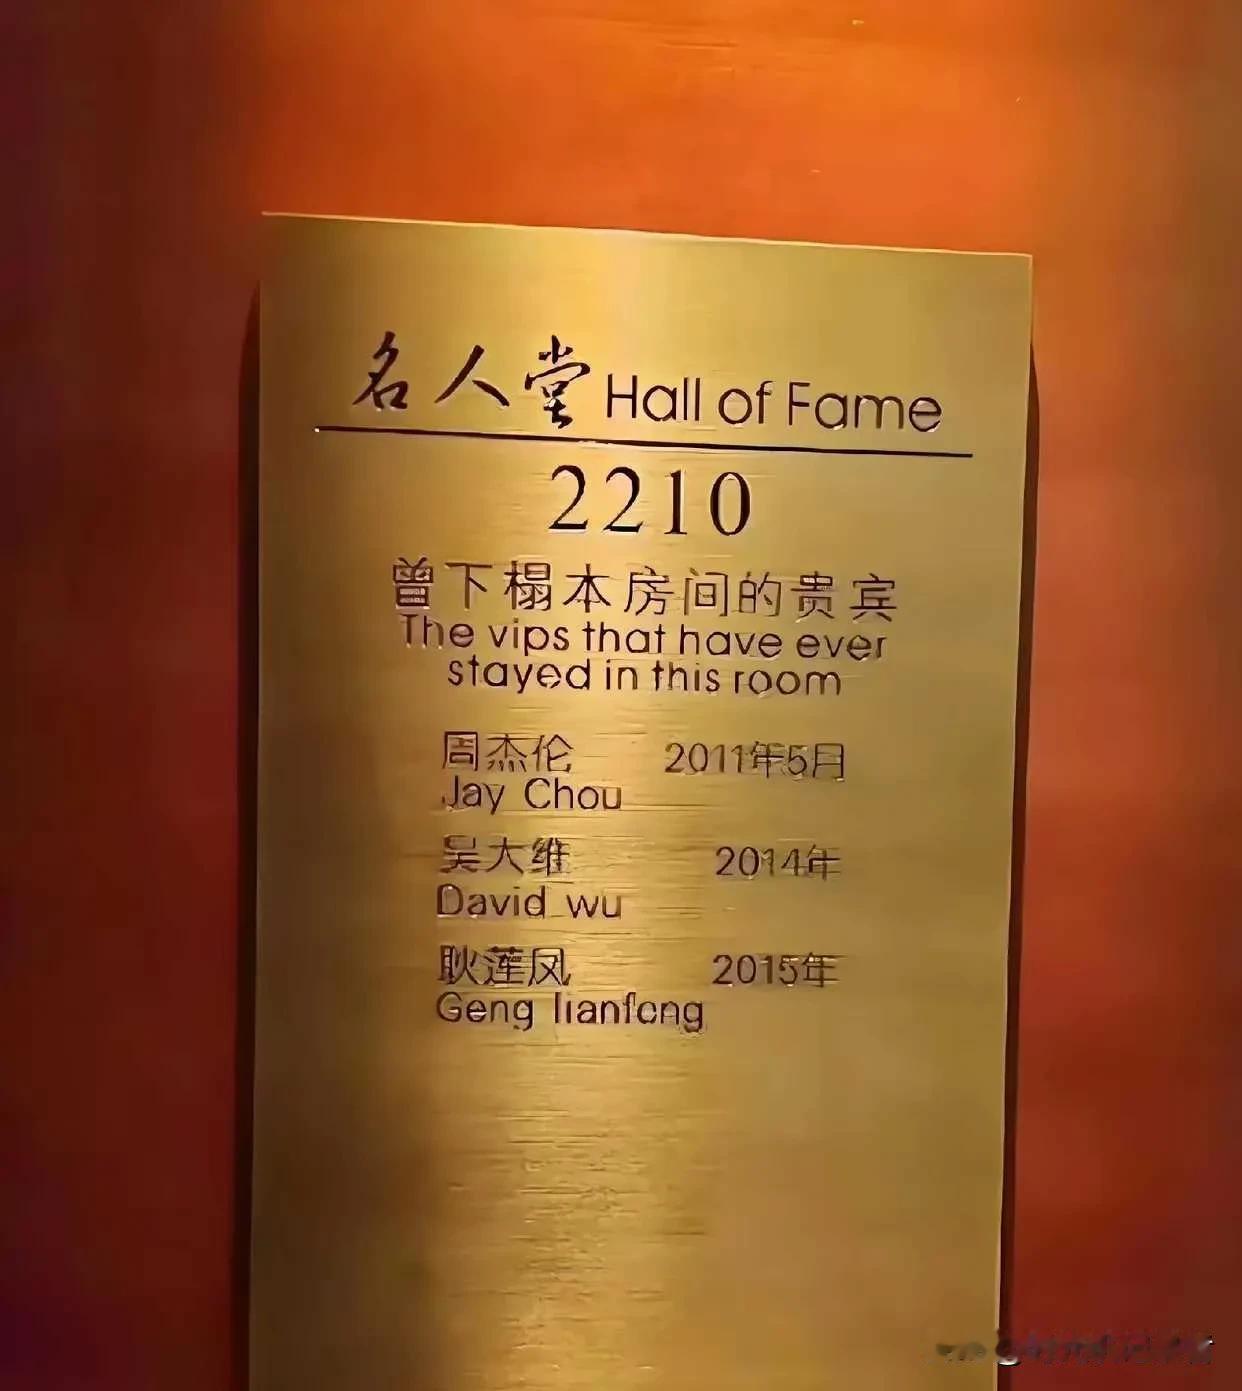 名人堂 Hall of Fame
2210
曾下榻本房间的贵宾
The vips that have ever
stayed in this room
周杰伦 2011年5月
Jay Chou
吴大维 2014年
David wu
耿莲凤 2015年
Geng lianfeng